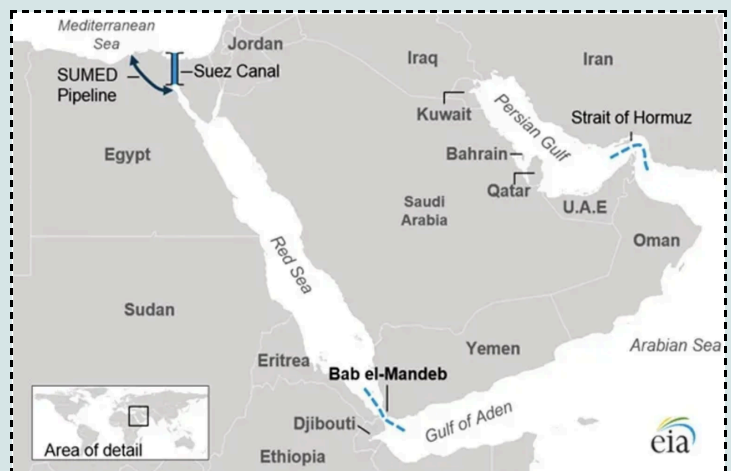 Mediterranean
Sea
Jordan
Iraq
Iran
SUMED
Pipeline
Suez Canal
Kuwait
Persian Gulf
Strait of Hormuz
Egypt
Bahrain
Qatar
Saudi
Arabia
U.A.E
Oman
Red Sea
Sudan
Arabian Sea
Yemen
Eritrea
Bab el-Mandeb
Djibouti
Gulf of Aden
Ethiopia
Area of detail
eia